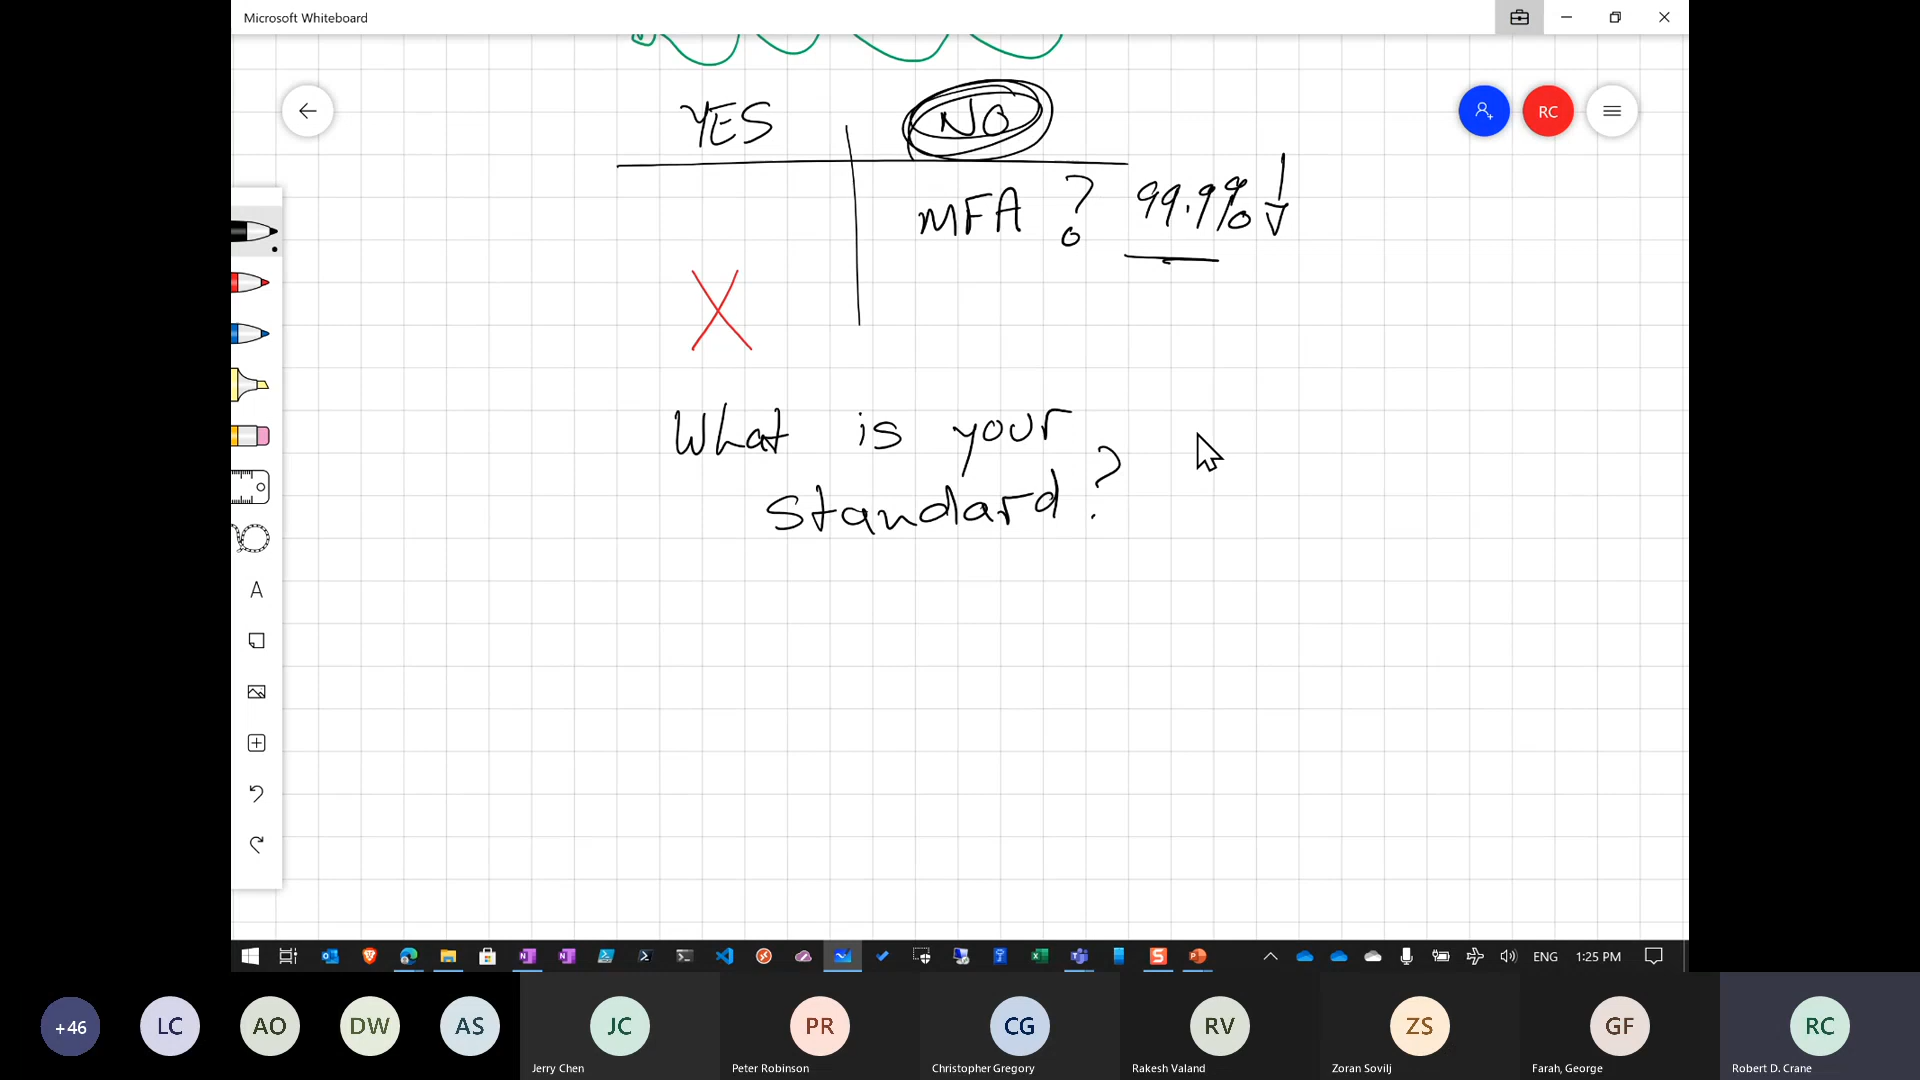 Microsoft Whiteboard
YES NO
RC
MFA ? 99.9%
X
What is your
standard?
A
ENG 1:25 PM
+46 LC AO DW AS JC PR CG RV ZS GF RC
Jerry Chen Peter Robinson Christopher Gregory Rakesh Valand Zoran Sovilj Farah, George Robert D. Crane